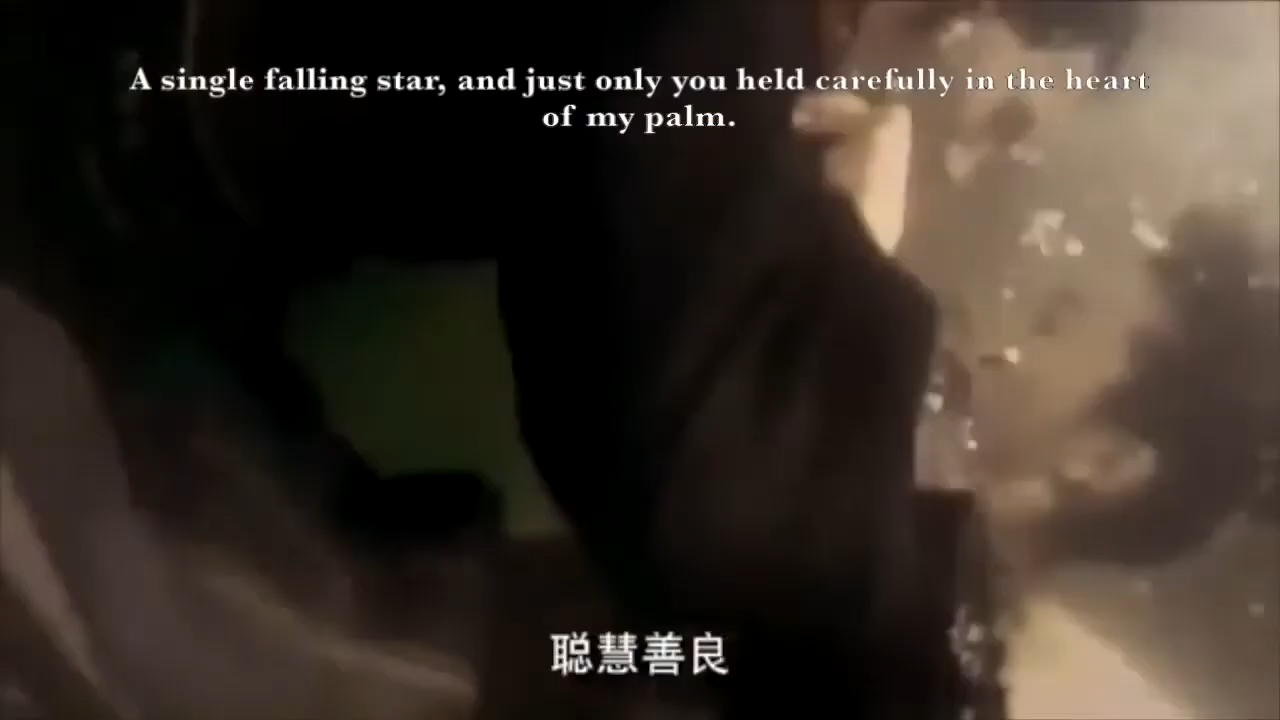 A single falling star, and just only you held carefully in the heart
of my palm.
聪慧善良